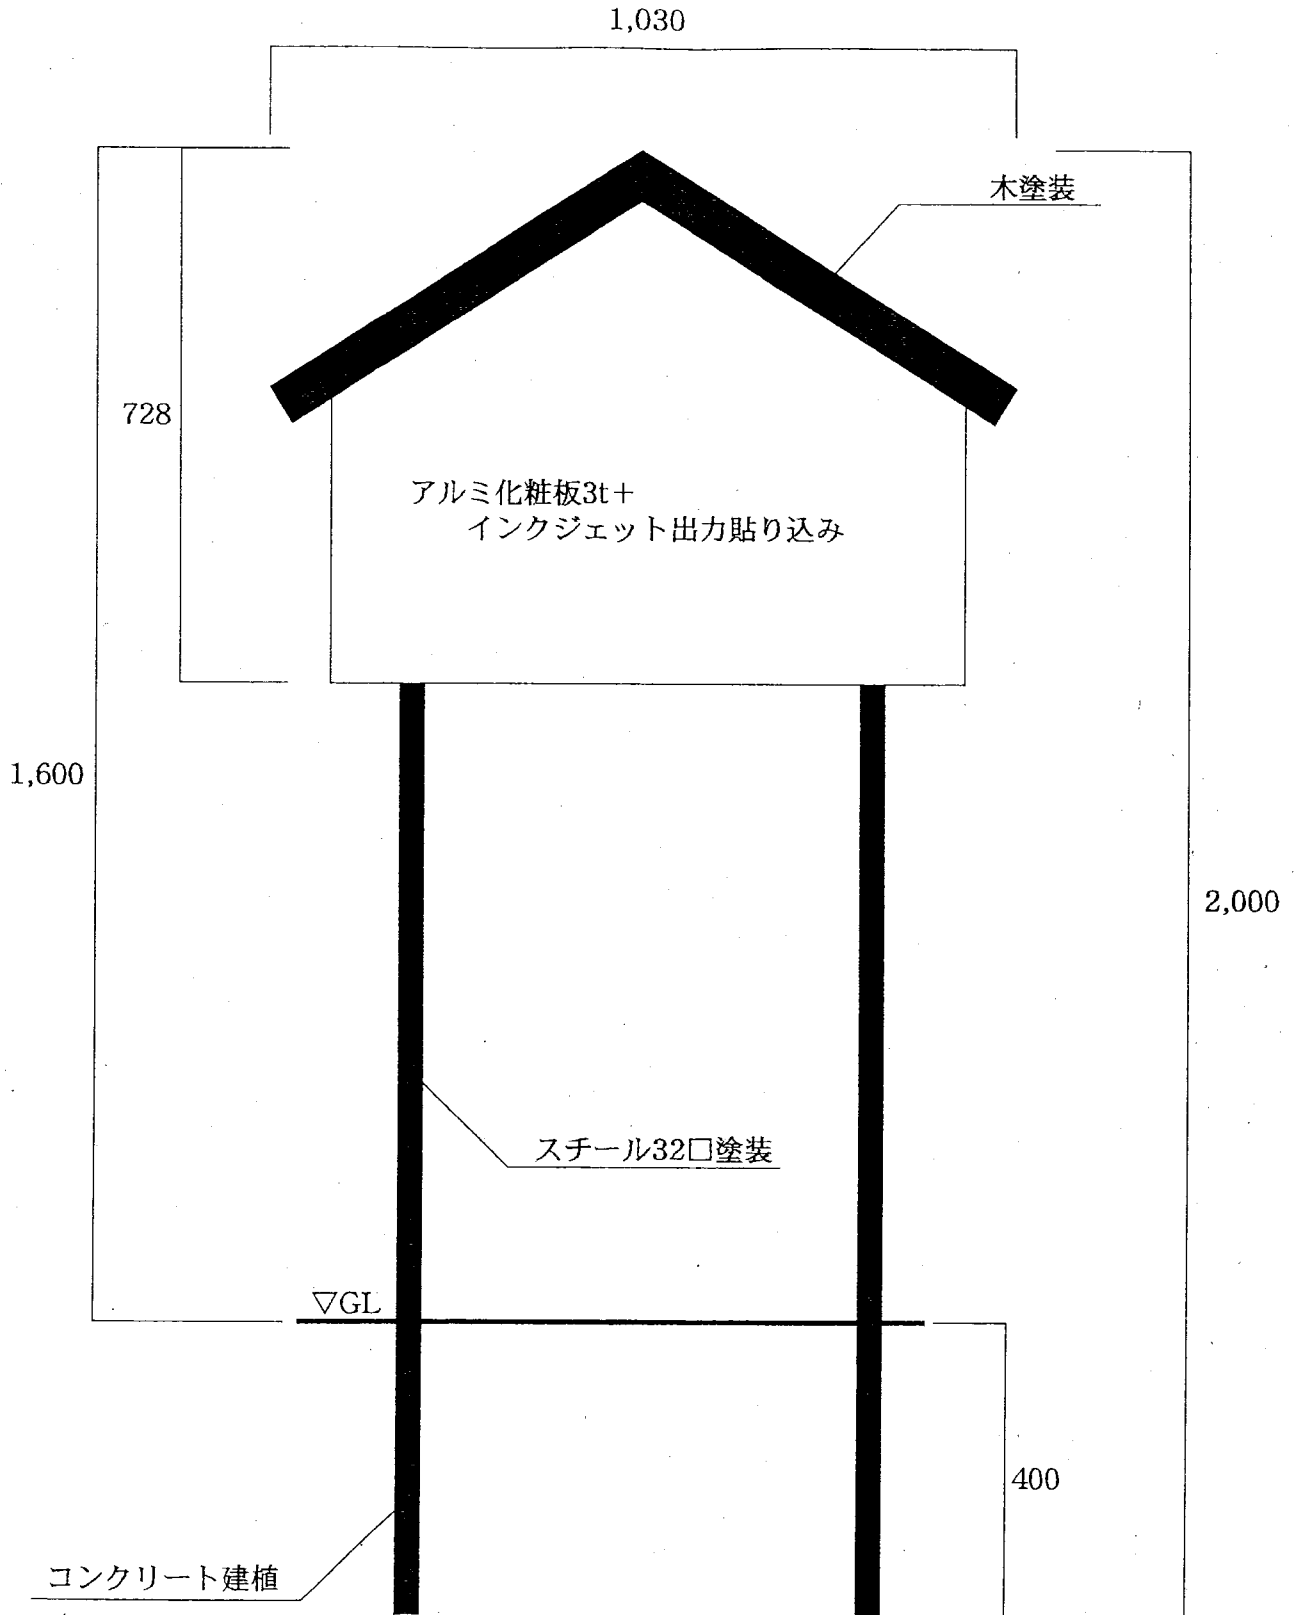 1,030
木塗装
728
アルミ化粧板3t＋
インクジェット出力貼り込み
1,600
2,000
スチール32□塗装
▽GL
400
コンクリート建植